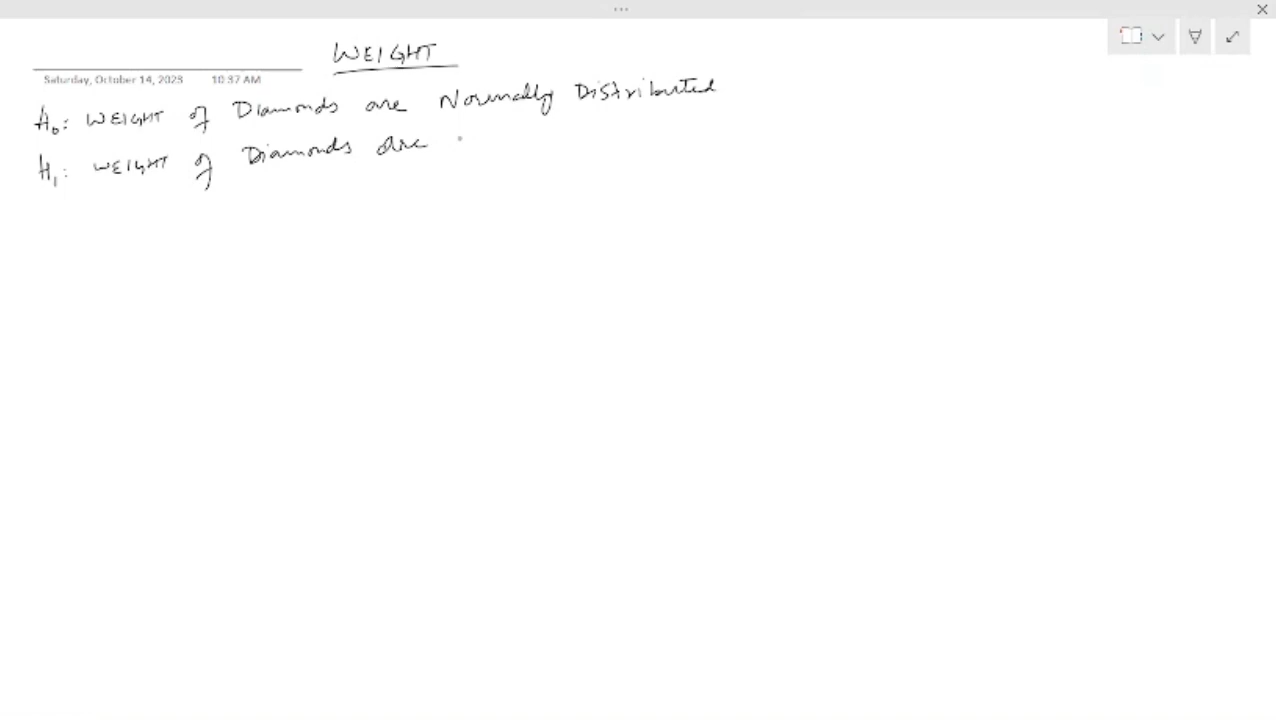 WEIGHT
Saturday, October 14, 2023 10:37 AM
H0: WEIGHT of Diamonds are Normally Distributed
H1: WEIGHT of Diamonds are